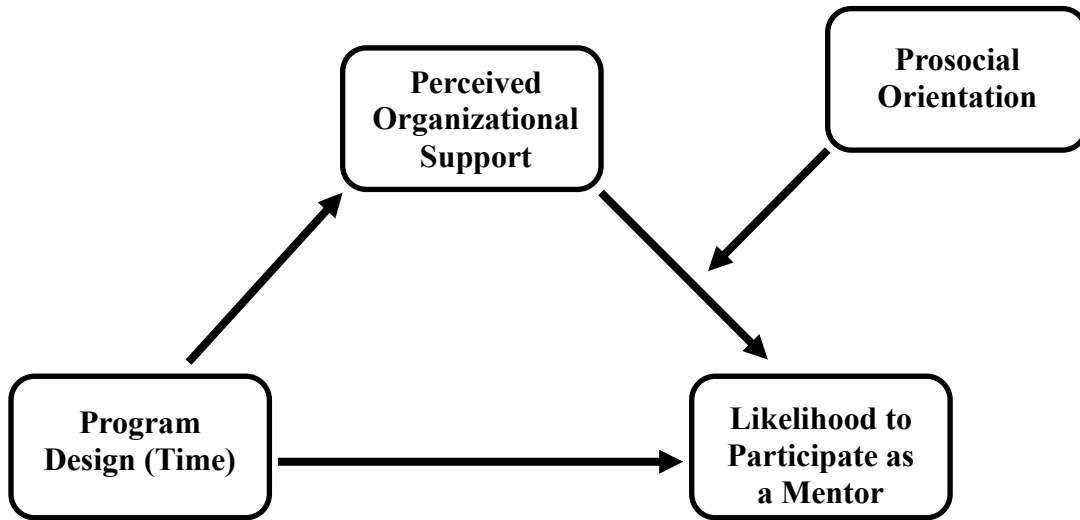 Perceived
Organizational
Support
Prosocial
Orientation
Program
Design (Time)
Likelihood to
Participate as
a Mentor